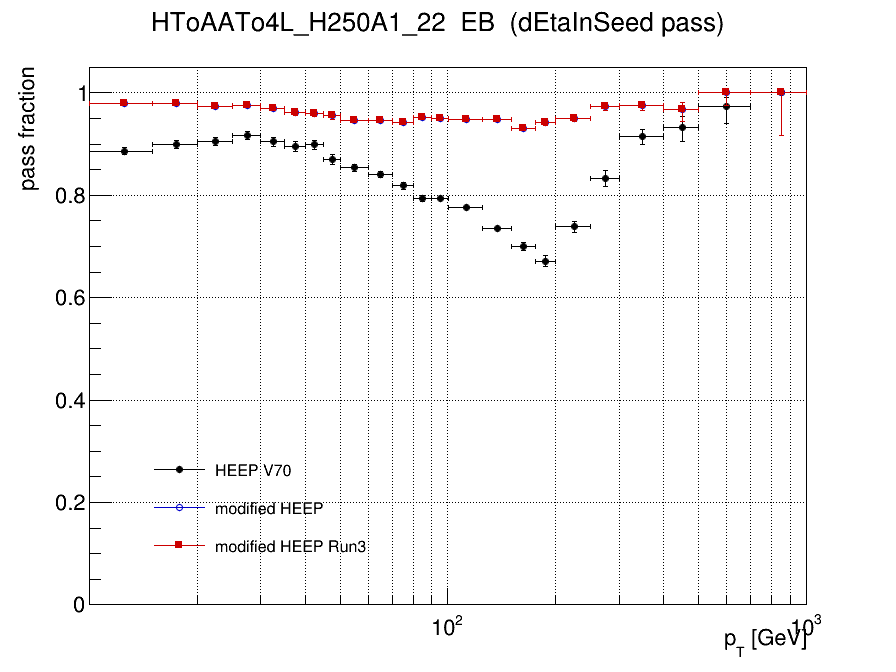 HToAATo4L_H250A1_22 EB (dEtaInSeed pass)
pass fraction
1
0.8
0.6
0.4
0.2
0
HEEP V70
modified HEEP
modified HEEP Run3
10²
10³
p_T [GeV]